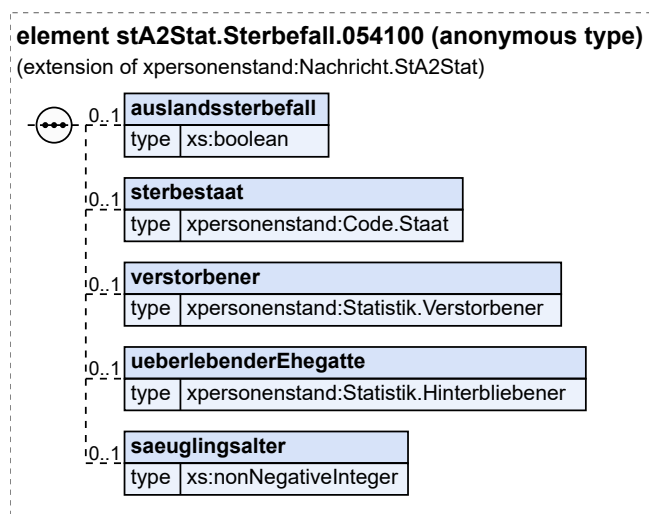 element stA2Stat.Sterbefall.054100 (anonymous type)
(extension of xpersonenstand:Nachricht.StA2Stat)
0..1 auslandssterbefall
type xs:boolean
0..1 sterbestaat
type xpersonenstand:Code.Staat
0..1 verstorbener
type xpersonenstand:Statistik.Verstorbener
0..1 ueberlebenderEhegatte
type xpersonenstand:Statistik.Hinterbliebener
0..1 saeuglingsalter
type xs:nonNegativeInteger